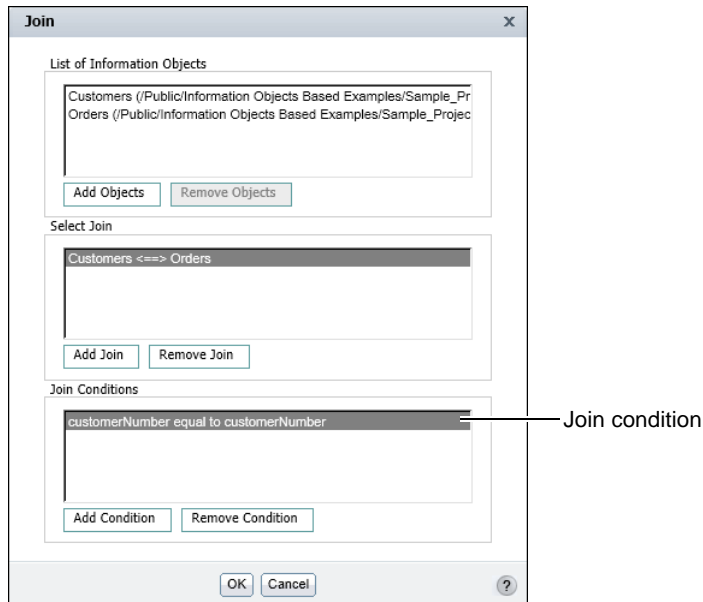 Join
x
List of Information Objects
Customers (/Public/Information Objects Based Examples/Sample_Pr
Orders (/Public/Information Objects Based Examples/Sample_Projec
Add Objects
Remove Objects
Select Join
Customers <==> Orders
Add Join
Remove Join
Join Conditions
customerNumber equal to customerNumber
Join condition
Add Condition
Remove Condition
OK
Cancel
?